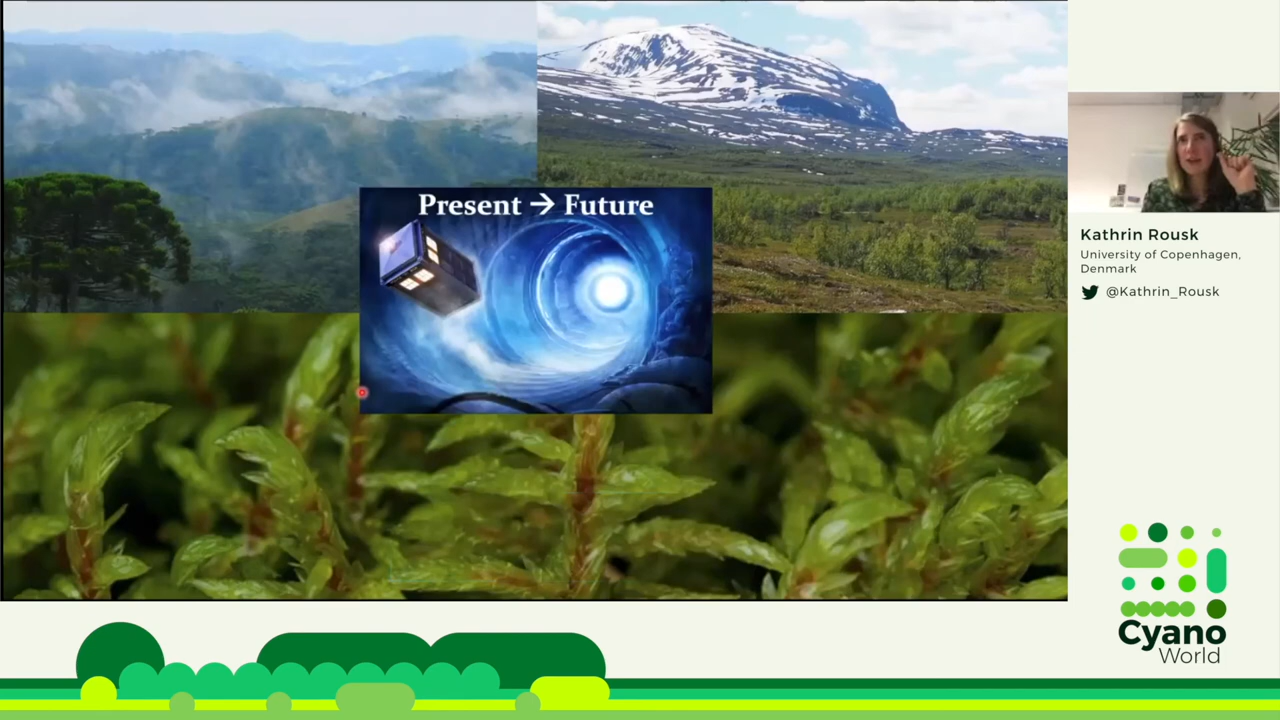 Present → Future
Kathrin Rousk
University of Copenhagen,
Denmark
@Kathrin_Rousk
Cyano
World